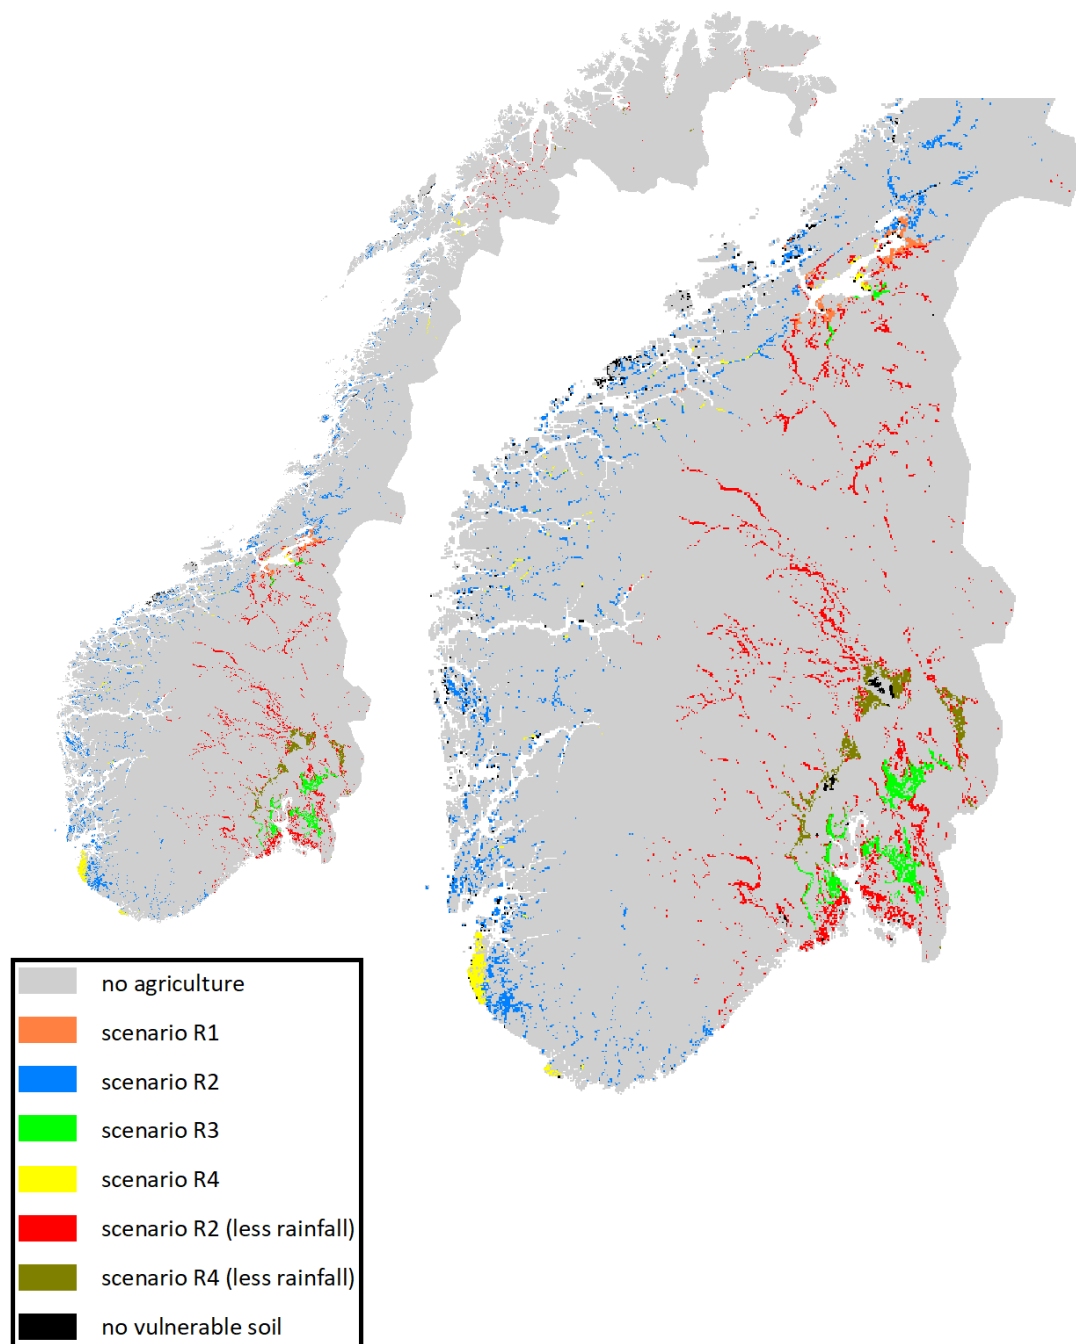 no agriculture
scenario R1
scenario R2
scenario R3
scenario R4
scenario R2 (less rainfall)
scenario R4 (less rainfall)
no vulnerable soil